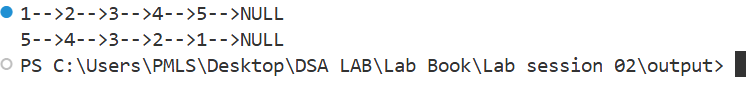 1-->2-->3-->4-->5-->NULL
5-->4-->3-->2-->1-->NULL
PS C:\Users\PMLS\Desktop\DSA LAB\Lab Book\Lab session 02\output>